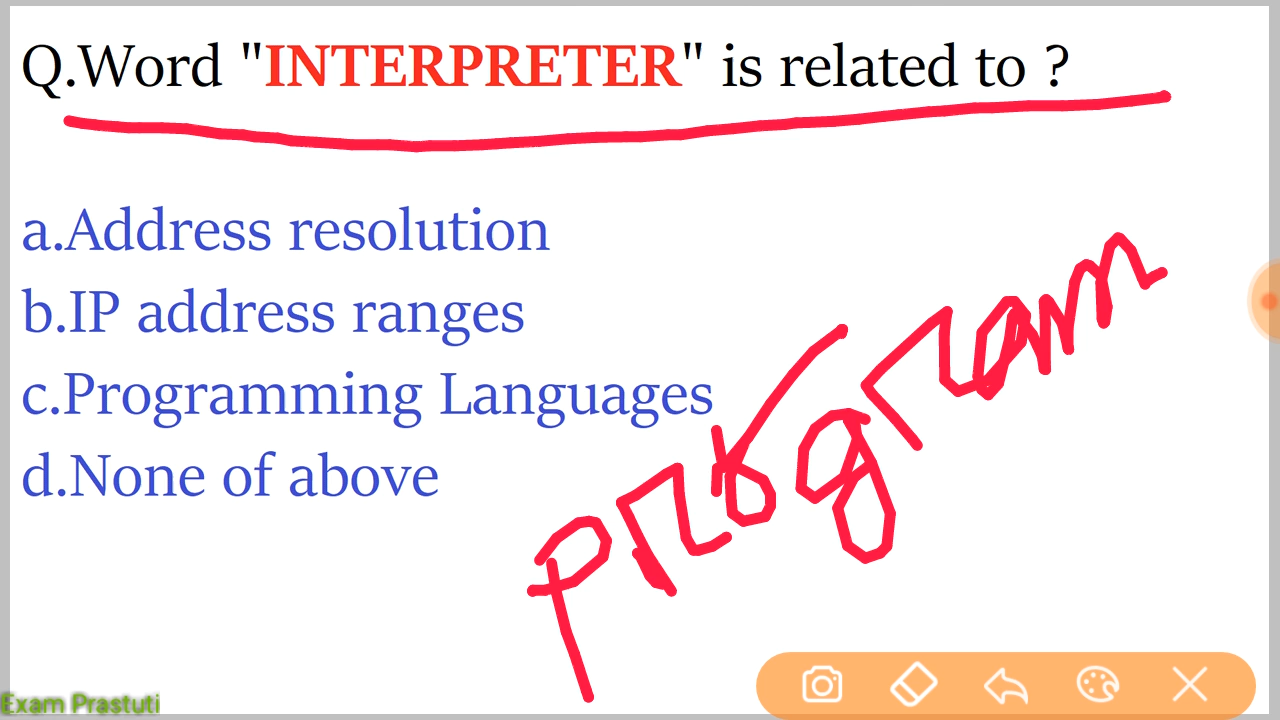 Q.Word "INTERPRETER" is related to ?
a.Address resolution
b.IP address ranges
c.Programming Languages
d.None of above
program
Exam Prastuti